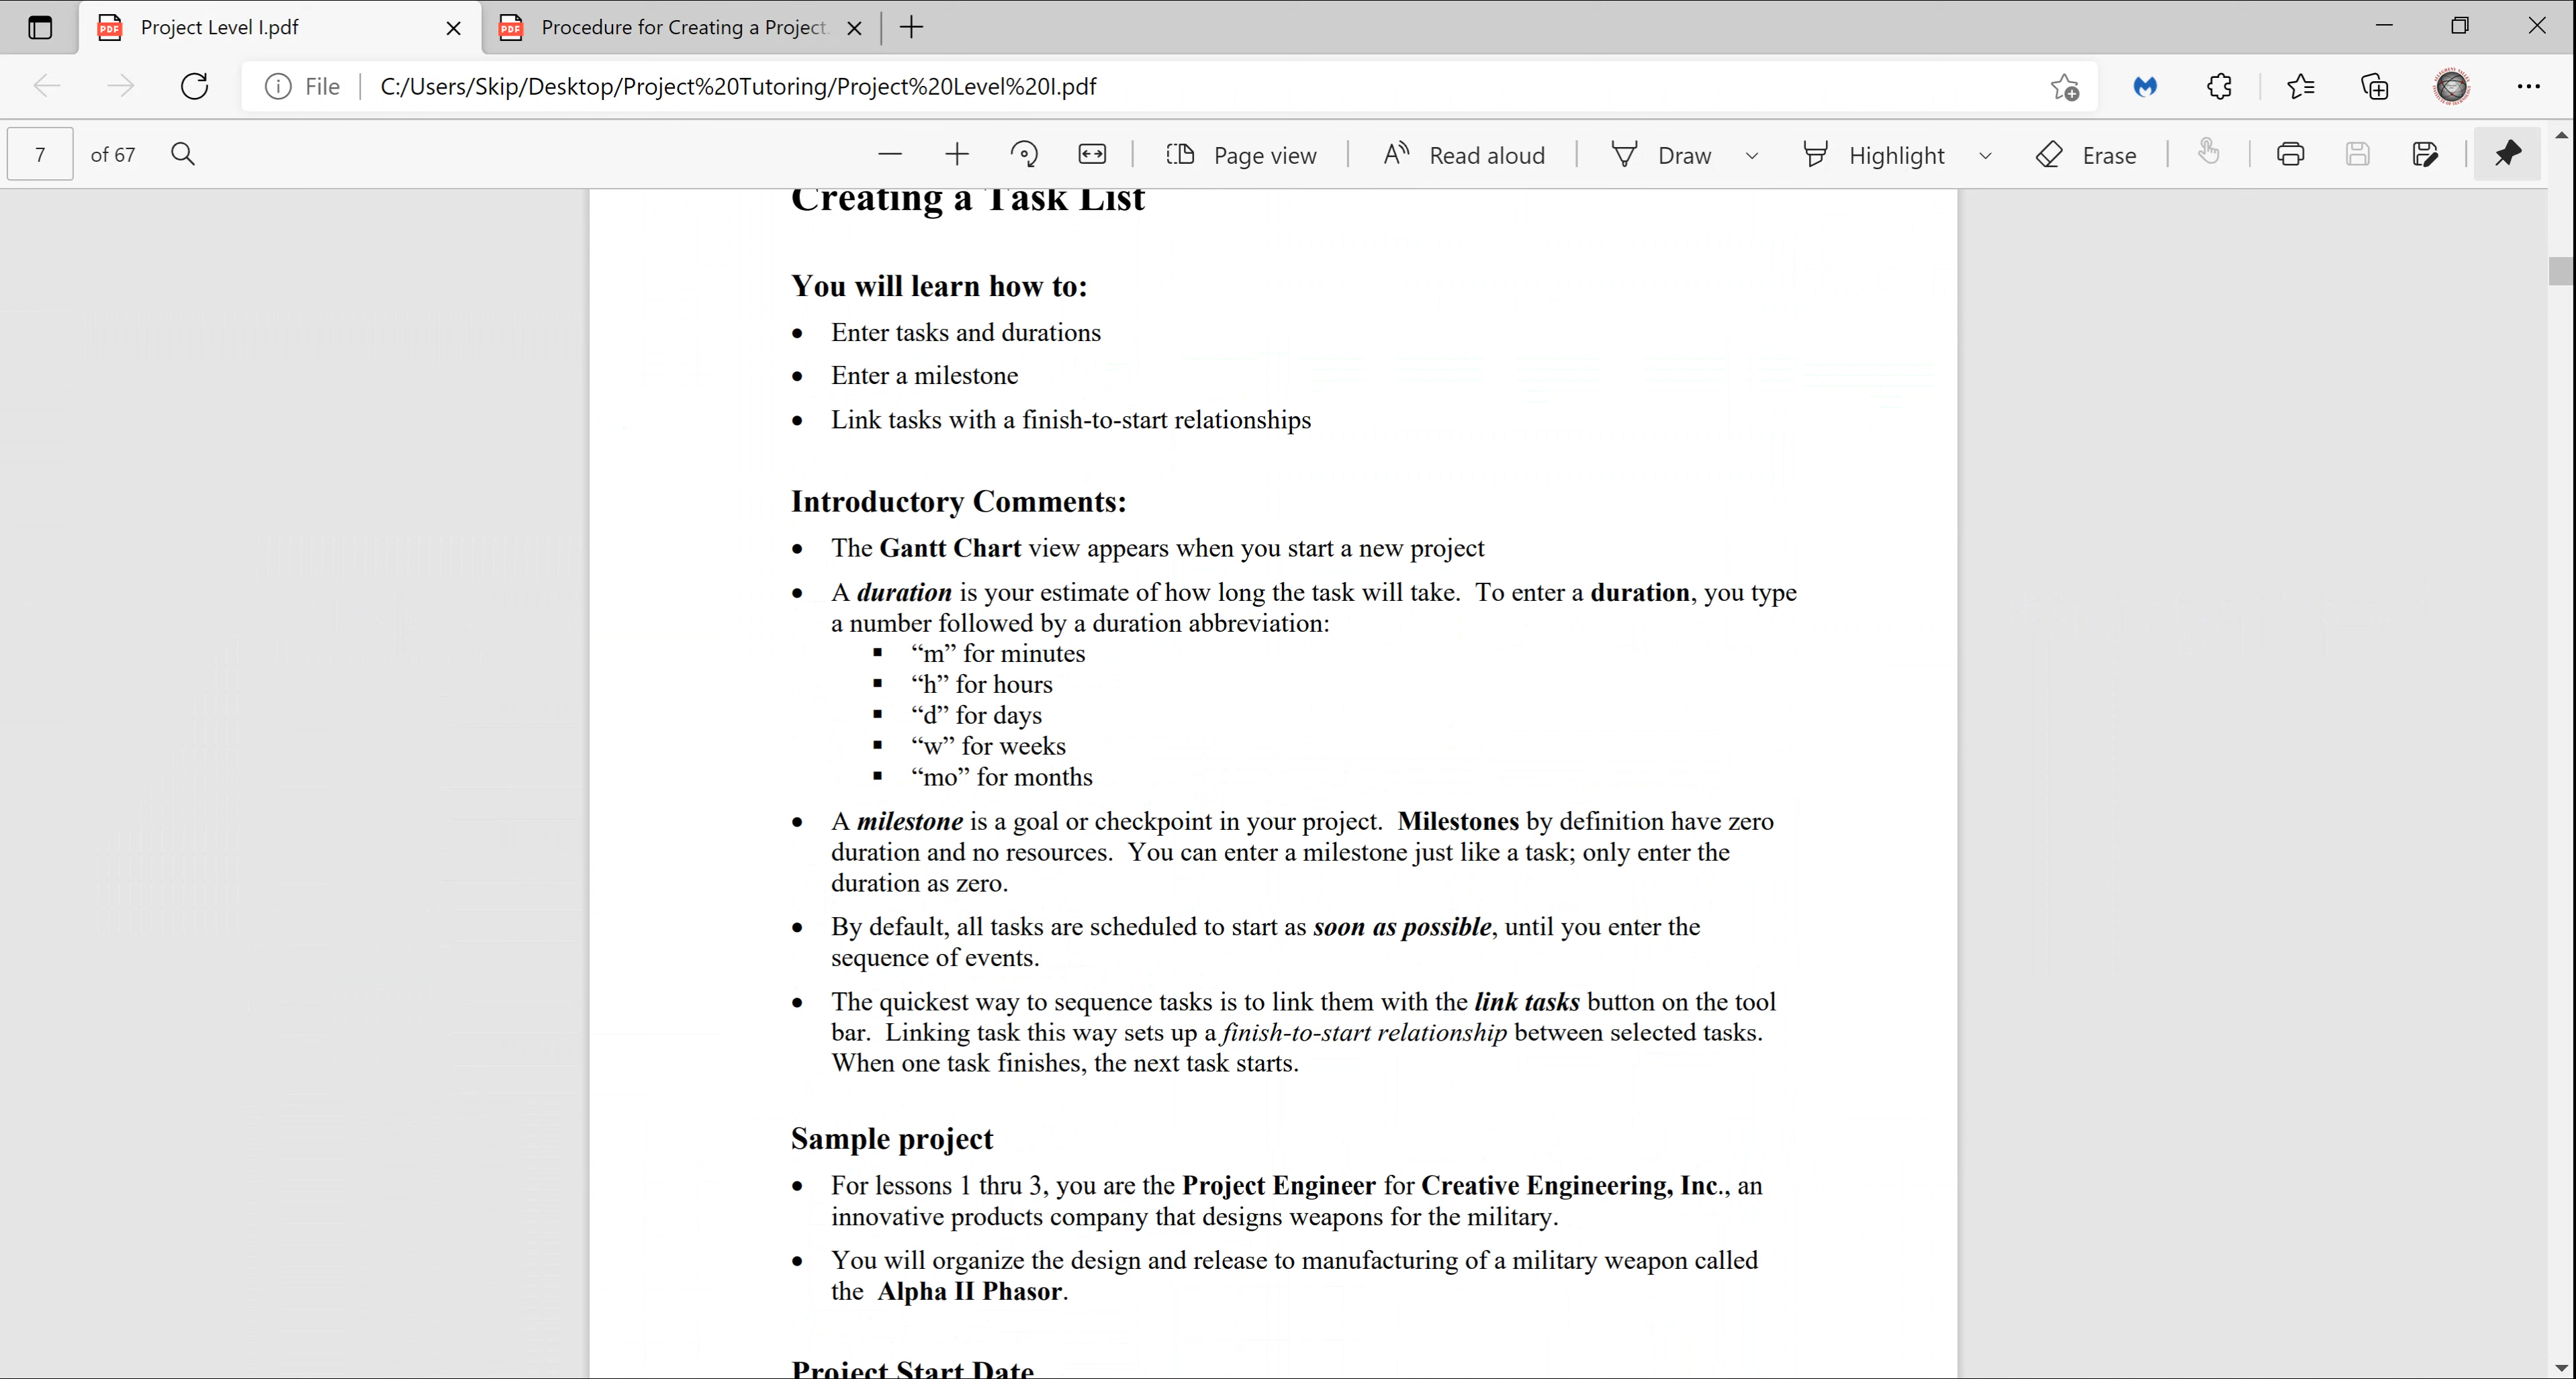 Project Level I.pdf
Procedure for Creating a Project
File
C:/Users/Skip/Desktop/Project%20Tutoring/Project%20Level%20I.pdf
7 of 67
Page view
Read aloud
Draw
Highlight
Erase
Creating a Task List
You will learn how to:
• Enter tasks and durations
• Enter a milestone
• Link tasks with a finish-to-start relationships
Introductory Comments:
• The Gantt Chart view appears when you start a new project
• A duration is your estimate of how long the task will take. To enter a duration, you type
a number followed by a duration abbreviation:
▪ “m” for minutes
▪ “h” for hours
▪ “d” for days
▪ “w” for weeks
▪ “mo” for months
• A milestone is a goal or checkpoint in your project. Milestones by definition have zero
duration and no resources. You can enter a milestone just like a task; only enter the
duration as zero.
• By default, all tasks are scheduled to start as soon as possible, until you enter the
sequence of events.
• The quickest way to sequence tasks is to link them with the link tasks button on the tool
bar. Linking task this way sets up a finish-to-start relationship between selected tasks.
When one task finishes, the next task starts.
Sample project
• For lessons 1 thru 3, you are the Project Engineer for Creative Engineering, Inc., an
innovative products company that designs weapons for the military.
• You will organize the design and release to manufacturing of a military weapon called
the Alpha II Phasor.
Project Start Date